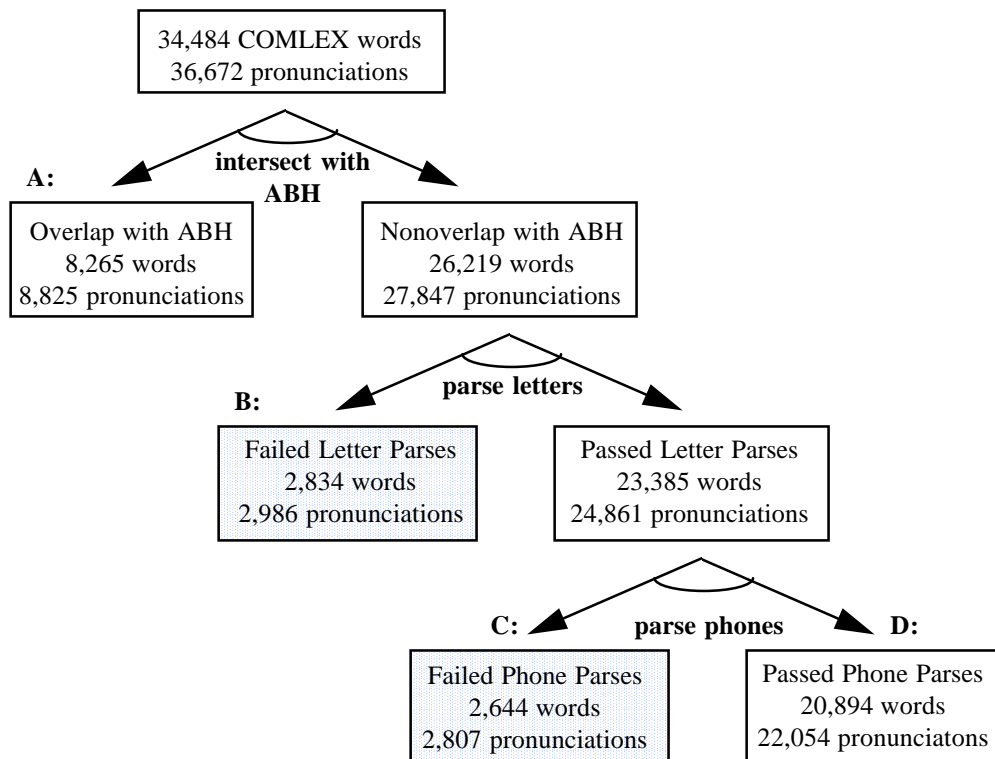 34,484 COMLEX words
36,672 pronunciations
intersect with
ABH
A:
Overlap with ABH
8,265 words
8,825 pronunciations
Nonoverlap with ABH
26,219 words
27,847 pronunciations
parse letters
B:
Failed Letter Parses
2,834 words
2,986 pronunciations
Passed Letter Parses
23,385 words
24,861 pronunciations
C:
parse phones
D:
Failed Phone Parses
2,644 words
2,807 pronunciations
Passed Phone Parses
20,894 words
22,054 pronunciatons